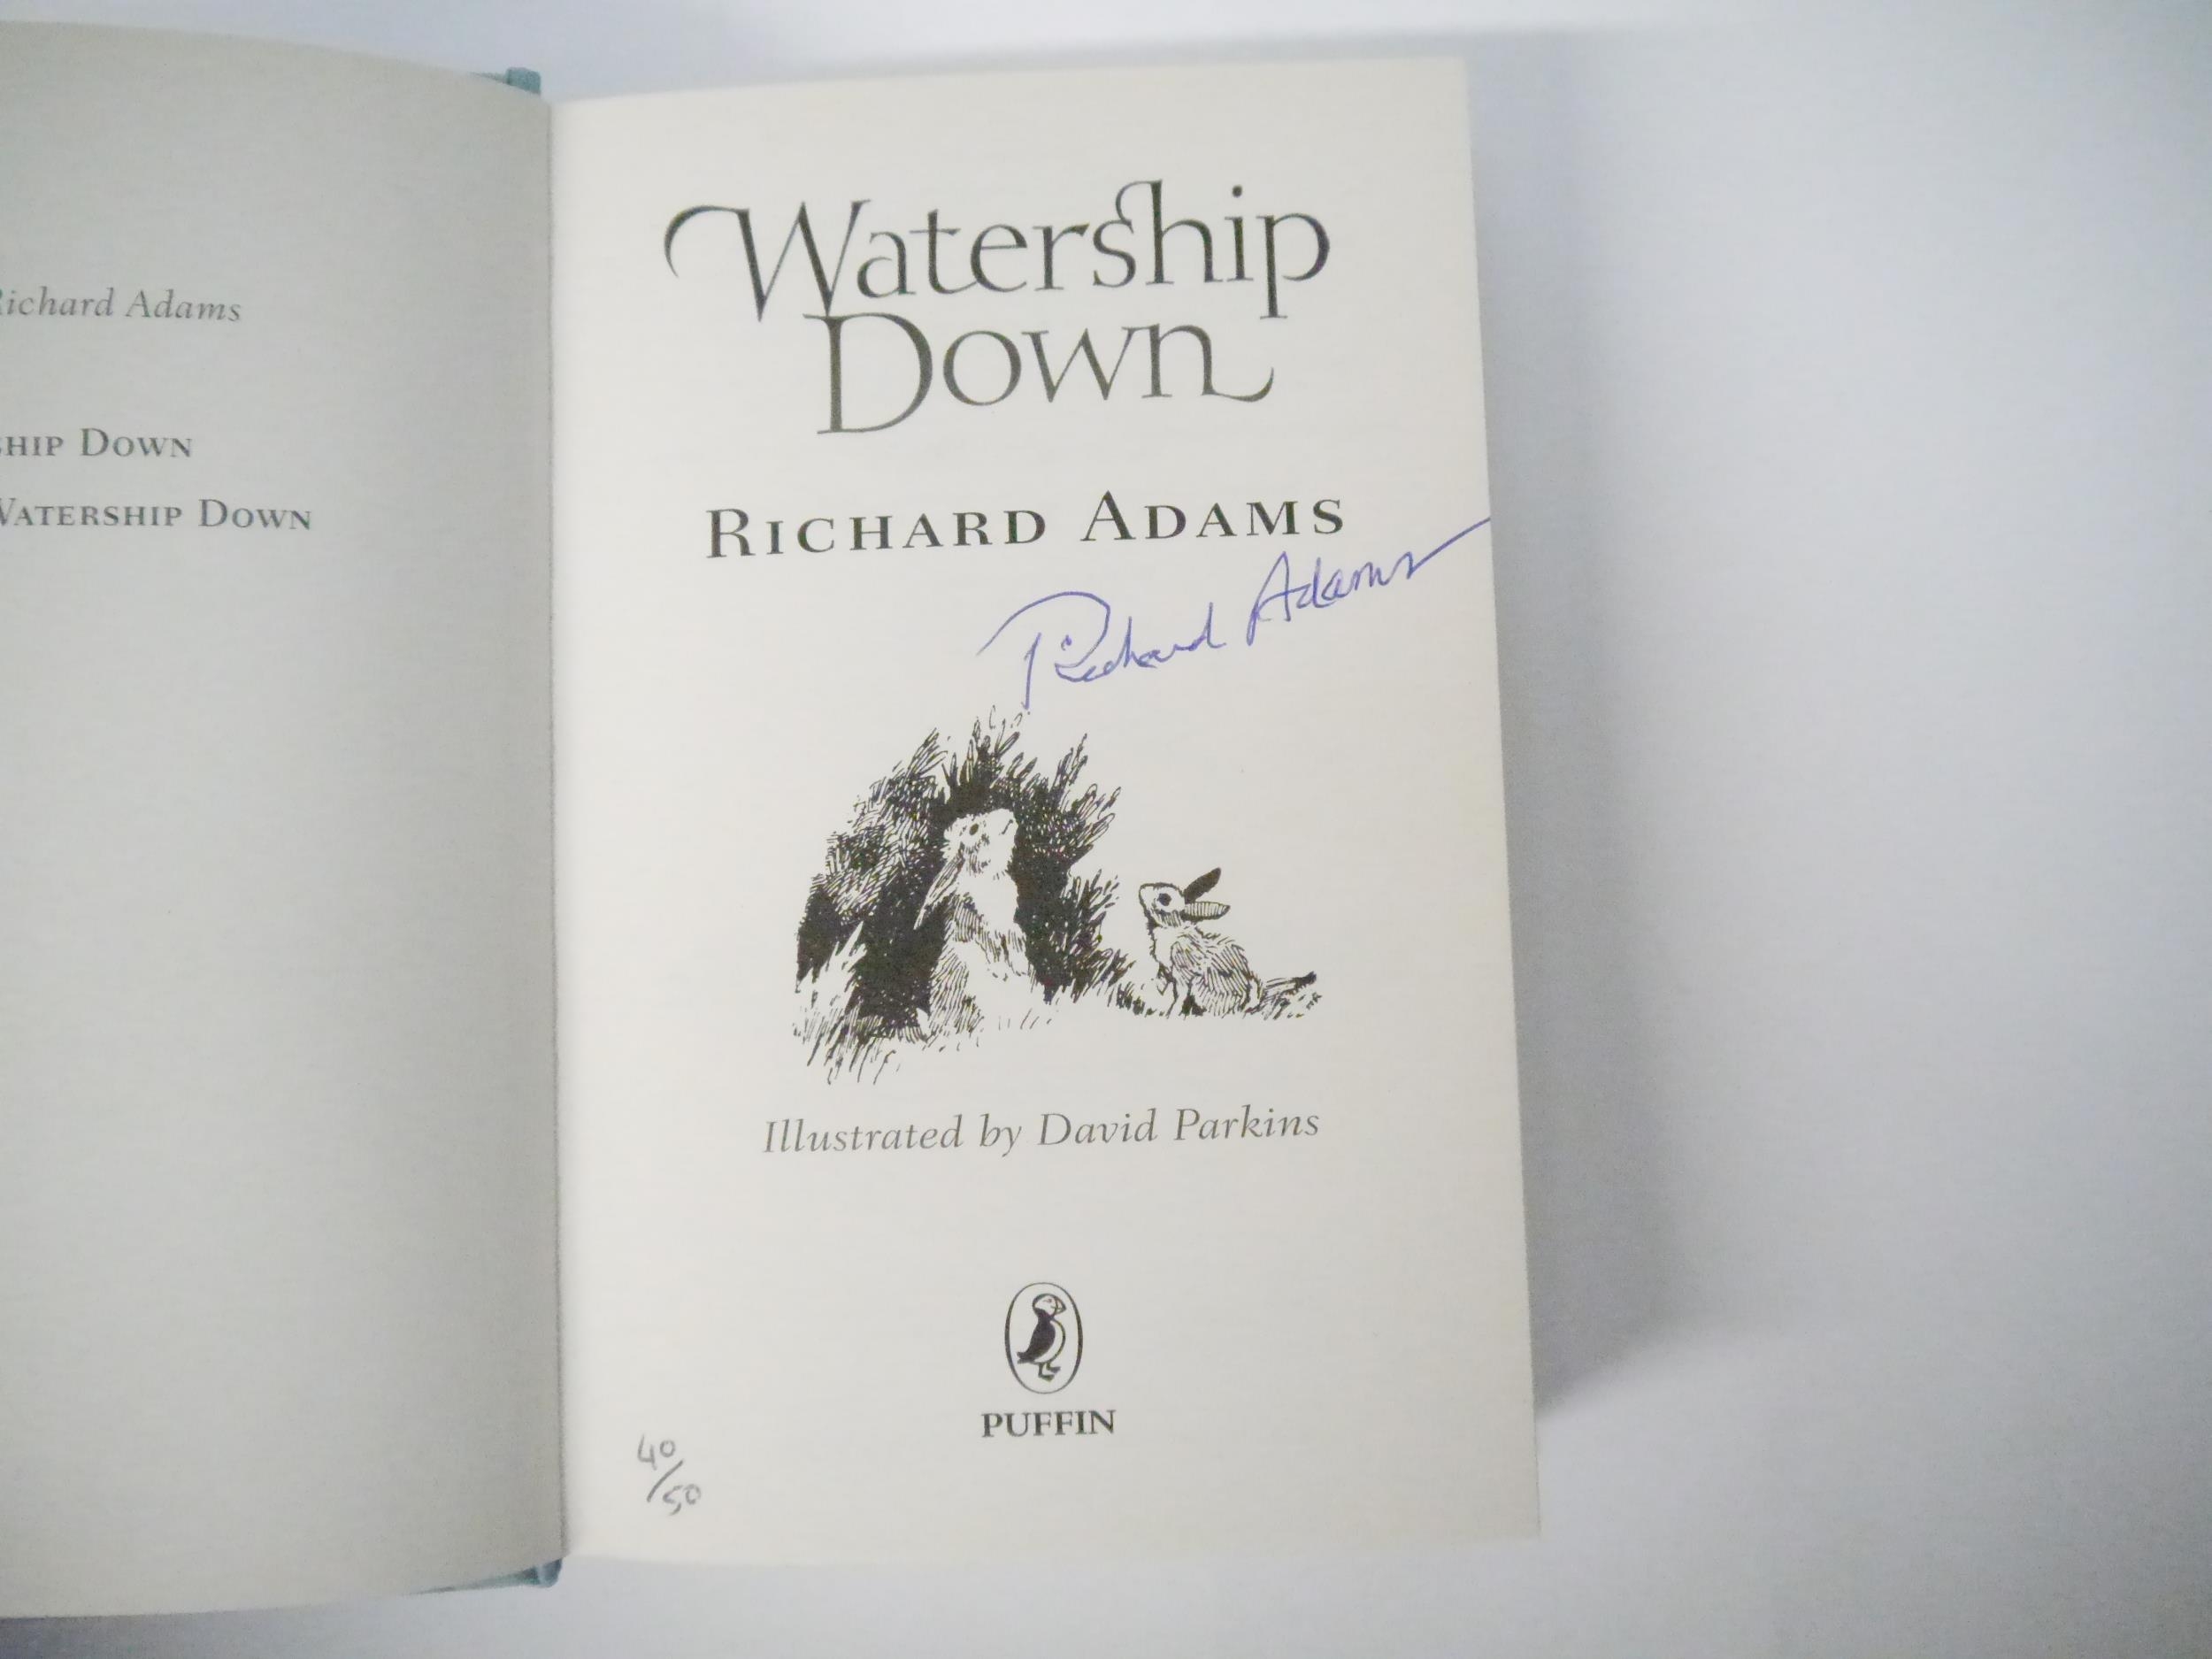 Richard Adams
SHIP DOWN
WATERSHIP DOWN
Watership
Down
RICHARD ADAMS
Richard Adams
Illustrated by David Parkins
PUFFIN
40/50